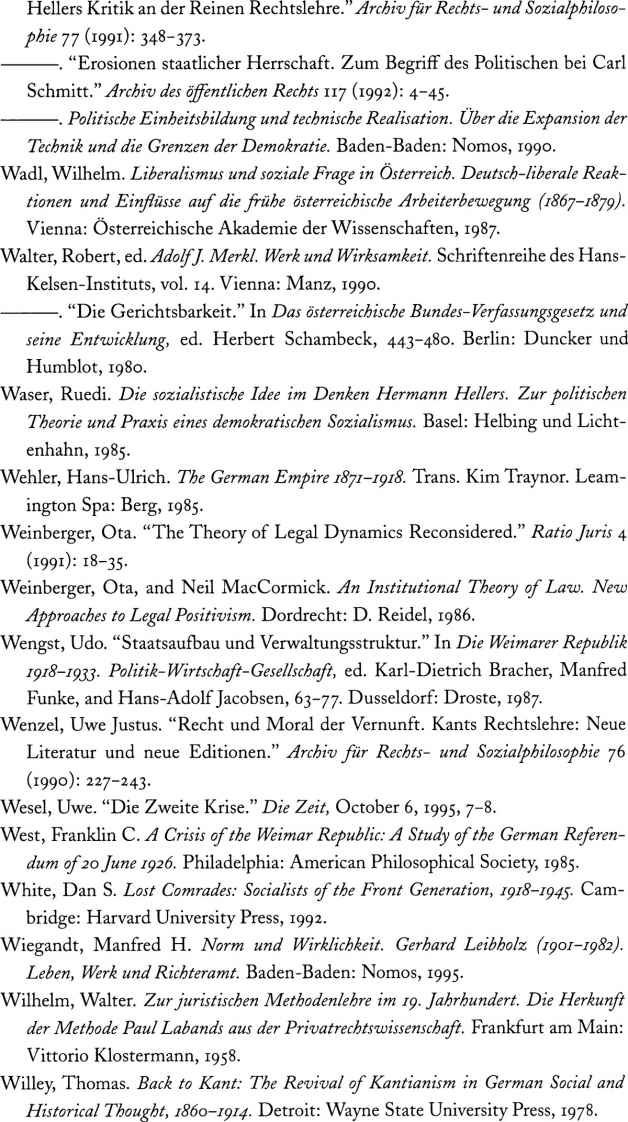 Hellers Kritik an der Reinen Rechtslehre.” Archiv für Rechts- und Sozialphiloso-
phie 77 (1991): 348–373.
———. “Erosionen staatlicher Herrschaft. Zum Begriff des Politischen bei Carl
Schmitt.” Archiv des öffentlichen Rechts 117 (1992): 4–45.
———. Politische Einheitsbildung und technische Realisation. Über die Expansion der
Technik und die Grenzen der Demokratie. Baden-Baden: Nomos, 1990.
Wadl, Wilhelm. Liberalismus und soziale Frage in Österreich. Deutsch-liberale Reak-
tionen und Einflüsse auf die frühe österreichische Arbeiterbewegung (1867–1879).
Vienna: Österreichische Akademie der Wissenschaften, 1987.
Walter, Robert, ed. Adolf J. Merkl. Werk und Wirksamkeit. Schriftenreihe des Hans-
Kelsen-Instituts, vol. 14. Vienna: Manz, 1990.
———. “Die Gerichtsbarkeit.” In Das österreichische Bundes-Verfassungsgesetz und
seine Entwicklung, ed. Herbert Schambeck, 443–480. Berlin: Duncker und
Humblot, 1980.
Waser, Ruedi. Die sozialistische Idee im Denken Hermann Hellers. Zur politischen
Theorie und Praxis eines demokratischen Sozialismus. Basel: Helbing und Licht-
enhahn, 1985.
Wehler, Hans-Ulrich. The German Empire 1871–1918. Trans. Kim Traynor. Leam-
ington Spa: Berg, 1985.
Weinberger, Ota. “The Theory of Legal Dynamics Reconsidered.” Ratio Juris 4
(1991): 18–35.
Weinberger, Ota, and Neil MacCormick. An Institutional Theory of Law. New
Approaches to Legal Positivism. Dordrecht: D. Reidel, 1986.
Wengst, Udo. “Staatsaufbau und Verwaltungsstruktur.” In Die Weimarer Republik
1918–1933. Politik-Wirtschaft-Gesellschaft, ed. Karl-Dietrich Bracher, Manfred
Funke, and Hans-Adolf Jacobsen, 63–77. Dusseldorf: Droste, 1987.
Wenzel, Uwe Justus. “Recht und Moral der Vernunft. Kants Rechtslehre: Neue
Literatur und neue Editionen.” Archiv für Rechts- und Sozialphilosophie 76
(1990): 227–243.
Wesel, Uwe. “Die Zweite Krise.” Die Zeit, October 6, 1995, 7–8.
West, Franklin C. A Crisis of the Weimar Republic: A Study of the German Referen-
dum of 20 June 1926. Philadelphia: American Philosophical Society, 1985.
White, Dan S. Lost Comrades: Socialists of the Front Generation, 1918–1945. Cam-
bridge: Harvard University Press, 1992.
Wiegandt, Manfred H. Norm und Wirklichkeit. Gerhard Leibholz (1901–1982).
Leben, Werk und Richteramt. Baden-Baden: Nomos, 1995.
Wilhelm, Walter. Zur juristischen Methodenlehre im 19. Jahrhundert. Die Herkunft
der Methode Paul Labands aus der Privatrechtswissenschaft. Frankfurt am Main:
Vittorio Klostermann, 1958.
Willey, Thomas. Back to Kant: The Revival of Kantianism in German Social and
Historical Thought, 1860–1914. Detroit: Wayne State University Press, 1978.